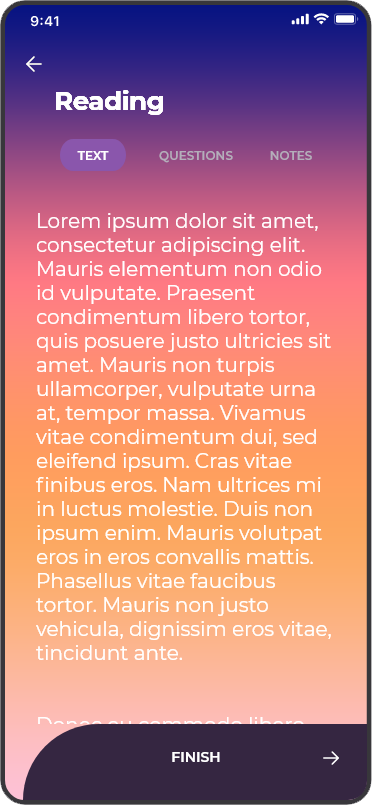 9:41
Reading
TEXT QUESTIONS NOTES
Lorem ipsum dolor sit amet,
consectetur adipiscing elit.
Mauris elementum non odio
id vulputate. Praesent
condimentum libero tortor,
quis posuere justo ultricies sit
amet. Mauris non turpis
ullamcorper, vulputate urna
at, tempor massa. Vivamus
vitae condimentum dui, sed
eleifend ipsum. Cras vitae
finibus eros. Nam ultrices mi
in luctus molestie. Duis non
ipsum enim. Mauris volutpat
eros in eros convallis mattis.
Phasellus vitae faucibus
tortor. Mauris non justo
vehicula, dignissim eros vitae,
tincidunt ante.
Donec eu commodo libero
FINISH